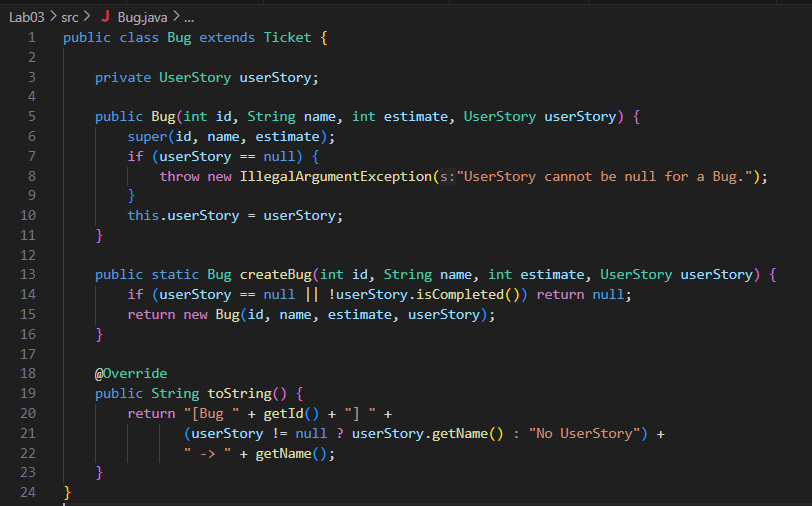 Lab03 > src > J Bug.java > ...
1 public class Bug extends Ticket {
2
3 private UserStory userStory;
4
5 public Bug(int id, String name, int estimate, UserStory userStory) {
6 super(id, name, estimate);
7 if (userStory == null) {
8 throw new IllegalArgumentException(s:"UserStory cannot be null for a Bug.");
9 }
10 this.userStory = userStory;
11 }
12
13 public static Bug createBug(int id, String name, int estimate, UserStory userStory) {
14 if (userStory == null || !userStory.isCompleted()) return null;
15 return new Bug(id, name, estimate, userStory);
16 }
17
18 @Override
19 public String toString() {
20 return "[Bug " + getId() + "] " +
21 (userStory != null ? userStory.getName() : "No UserStory") +
22 " -> " + getName();
23 }
24 }